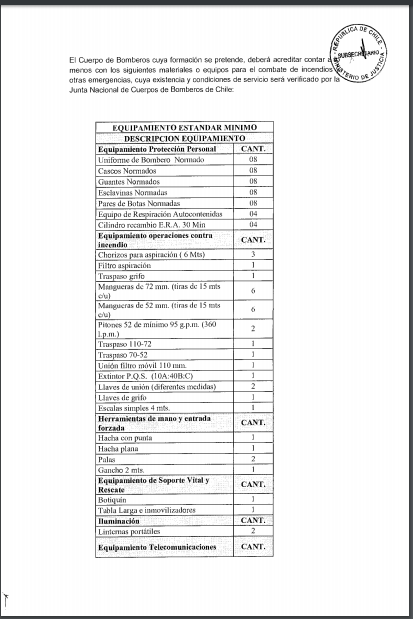 REPUBLICA DE CHILE
SUBSECRETARIO
MINISTERIO DE JUSTICIA
El Cuerpo de Bomberos cuya formación se pretende, deberá acreditar contar a
menos con los siguientes materiales o equipos para el combate de incendios
otras emergencias, cuya existencia y condiciones de servicio será verificado por la
Junta Nacional de Cuerpos de Bomberos de Chile:
EQUIPAMIENTO ESTANDAR MINIMO
DESCRIPCION EQUIPAMIENTO
Equipamiento Protección Personal CANT.
Uniforme de Bombero Normado 08
Cascos Normados 08
Guantes Normados 08
Esclavinas Normadas 08
Pares de Botas Normadas 08
Equipo de Respiración Autocontenidas 04
Cilindro recambio E.R.A. 30 Min 04
Equipamiento operaciones contra
incendio CANT.
Chorizos para aspiración ( 6 Mts) 3
Filtro aspiración 1
Traspaso grifo 1
Mangueras de 72 mm. (tiras de 15 mts
c/u) 6
Mangueras de 52 mm. (tiras de 15 mts
c/u) 6
Pitones 52 de mínimo 95 g.p.m. (360
l.p.m.) 2
Traspaso 110-72 1
Traspaso 70-52 1
Unión filtro móvil 110 mm. 1
Extintor P.Q.S. (10A:40B:C) 1
Llaves de unión (diferentes medidas) 2
Llaves de grifo 1
Escalas simples 4 mts. 1
Herramientas de mano y entrada
forzada CANT.
Hacha con punta 1
Hacha plana 1
Palas 2
Gancho 2 mts. 1
Equipamiento de Soporte Vital y
Rescate CANT.
Botiquín 1
Tabla Larga e inmovilizadores 1
Iluminación CANT.
Linternas portátiles 2
Equipamiento Telecomunicaciones CANT.